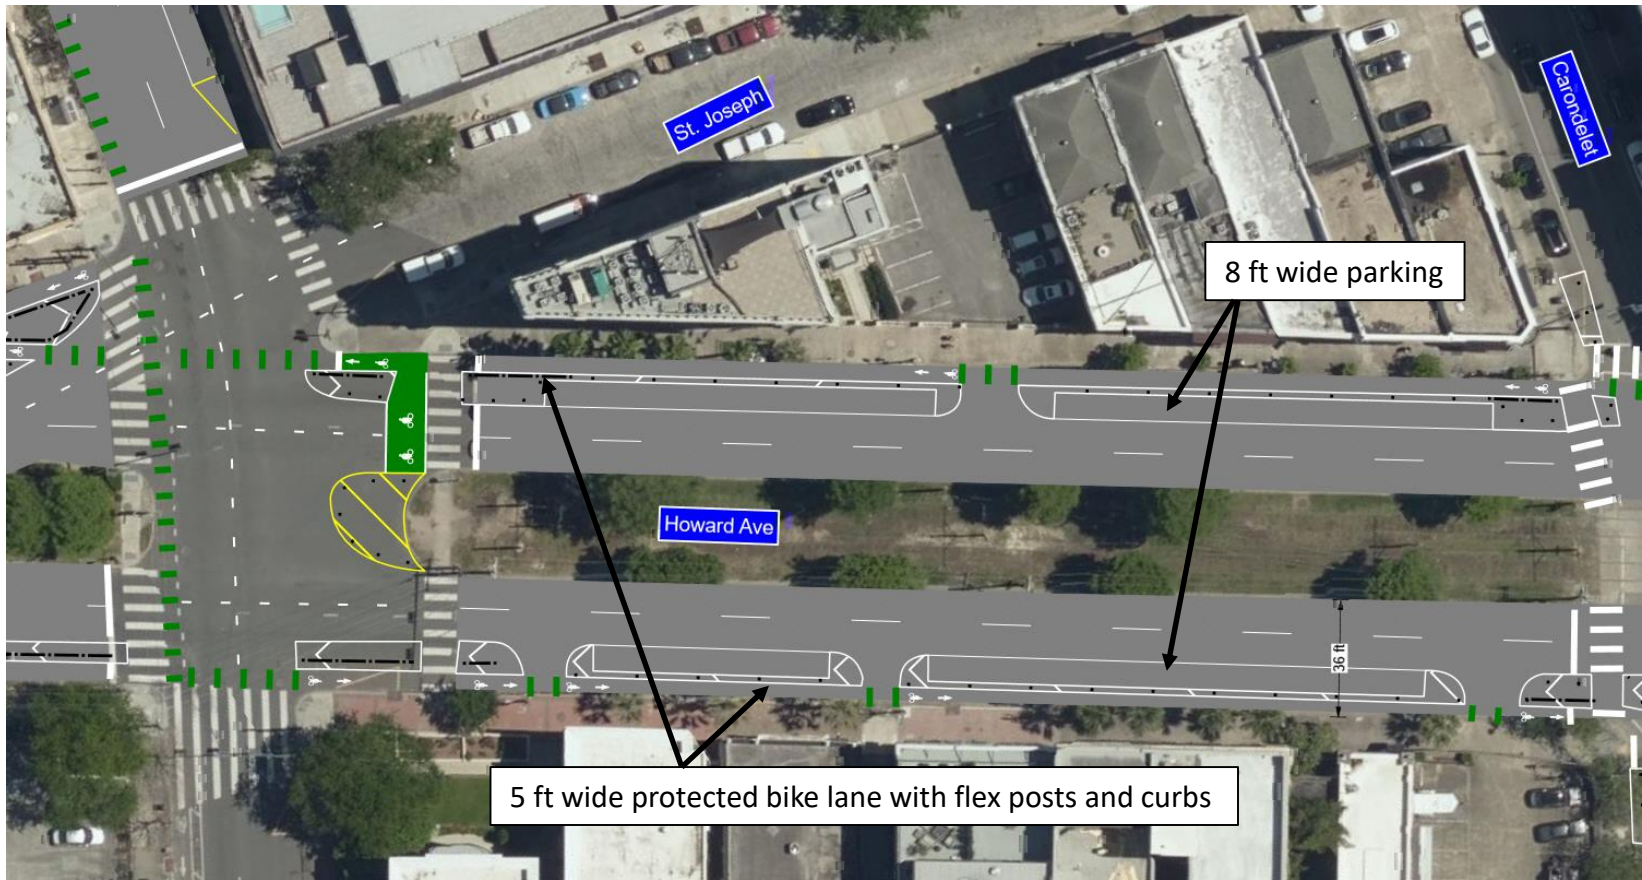 St. Joseph
Carondelet
8 ft wide parking
Howard Ave
36 ft
5 ft wide protected bike lane with flex posts and curbs